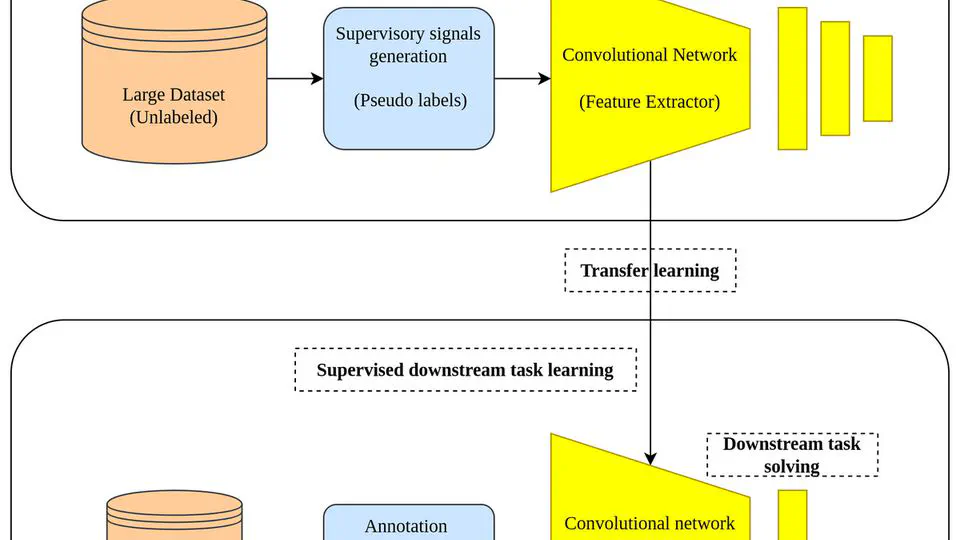 Supervisory signals
generation
(Pseudo labels)
Large Dataset
(Unlabeled)
Convolutional Network
(Feature Extractor)
Transfer learning
Supervised downstream task learning
Downstream task
solving
Annotation
Convolutional network